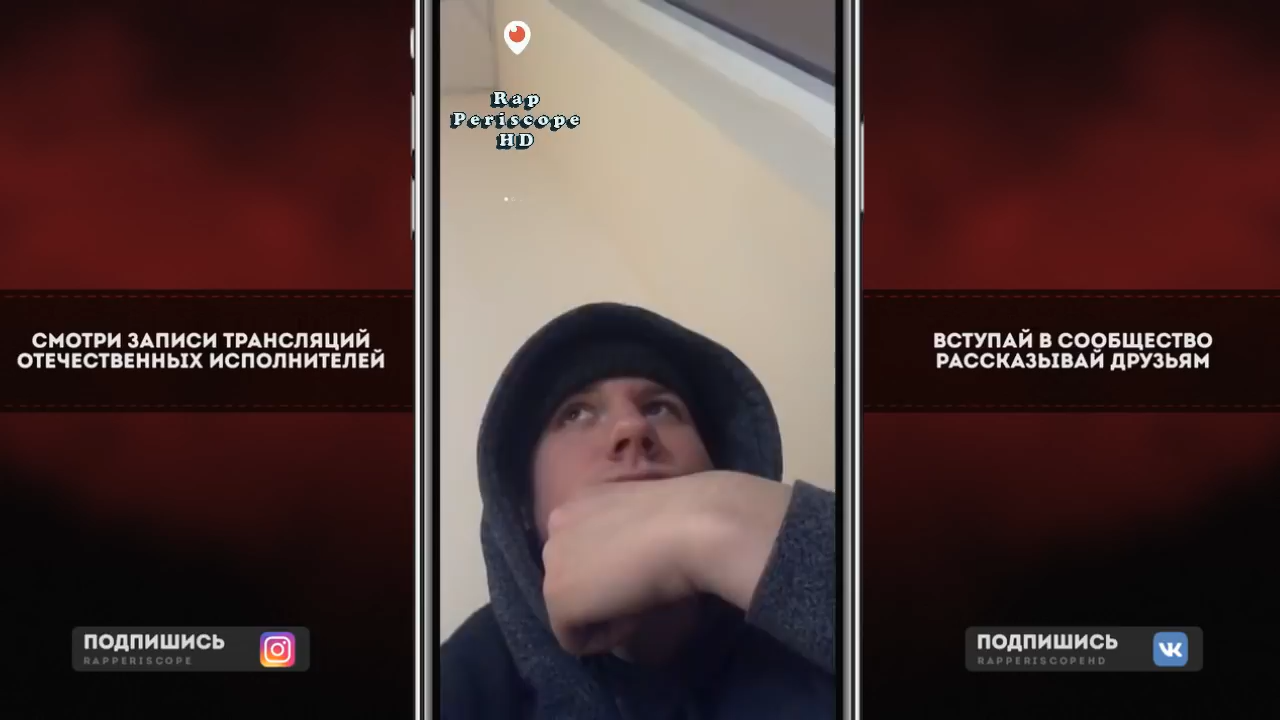 Rap
Periscope
HD
СМОТРИ ЗАПИСИ ТРАНСЛЯЦИЙ
ОТЕЧЕСТВЕННЫХ ИСПОЛНИТЕЛЕЙ
ВСТУПАЙ В СООБЩЕСТВО
РАССКАЗЫВАЙ ДРУЗЬЯМ
ПОДПИШИСЬ
RAPPERISCOPE
ПОДПИШИСЬ
RAPPERISCOPEHD